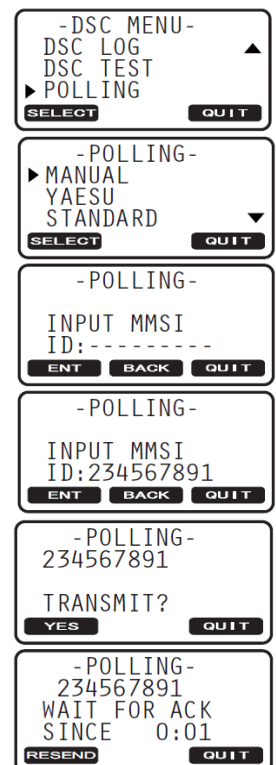 -DSC MENU-
DSC LOG
DSC TEST
POLLING
SELECT QUIT
-POLLING-
MANUAL
YAESU
STANDARD
SELECT QUIT
-POLLING-
INPUT MMSI
ID:---------
ENT BACK QUIT
-POLLING-
INPUT MMSI
ID:234567891
ENT BACK QUIT
-POLLING-
234567891
TRANSMIT?
YES QUIT
-POLLING-
234567891
WAIT FOR ACK
SINCE 0:01
RESEND QUIT